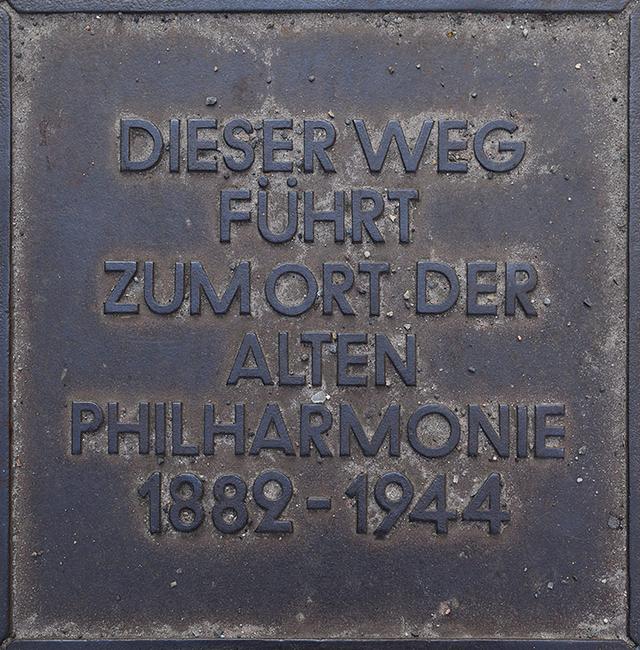 DIESER WEG
FÜHRT
ZUM ORT DER
ALTEN
PHILHARMONIE
1882-1944